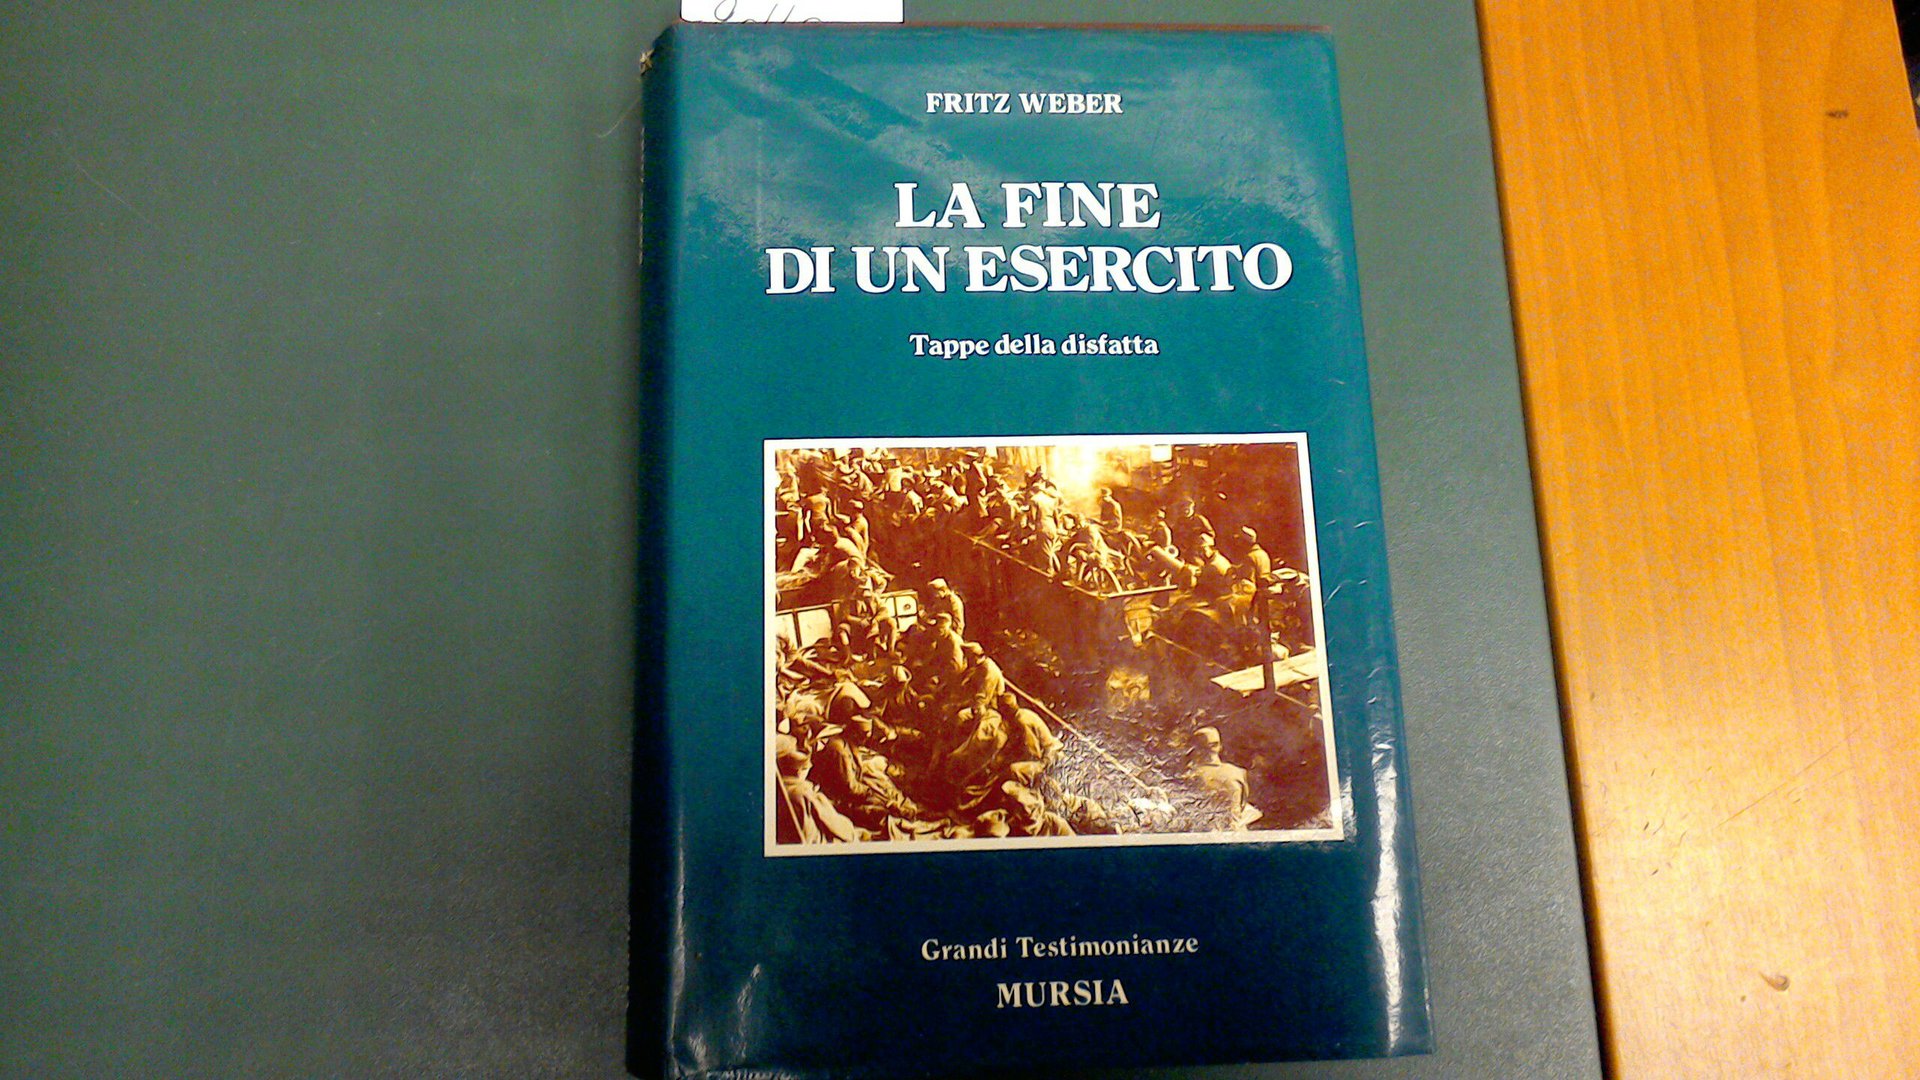 FRITZ WEBER
LA FINE
DI UN ESERCITO
Tappe della disfatta
Grandi Testimonianze
MURSIA